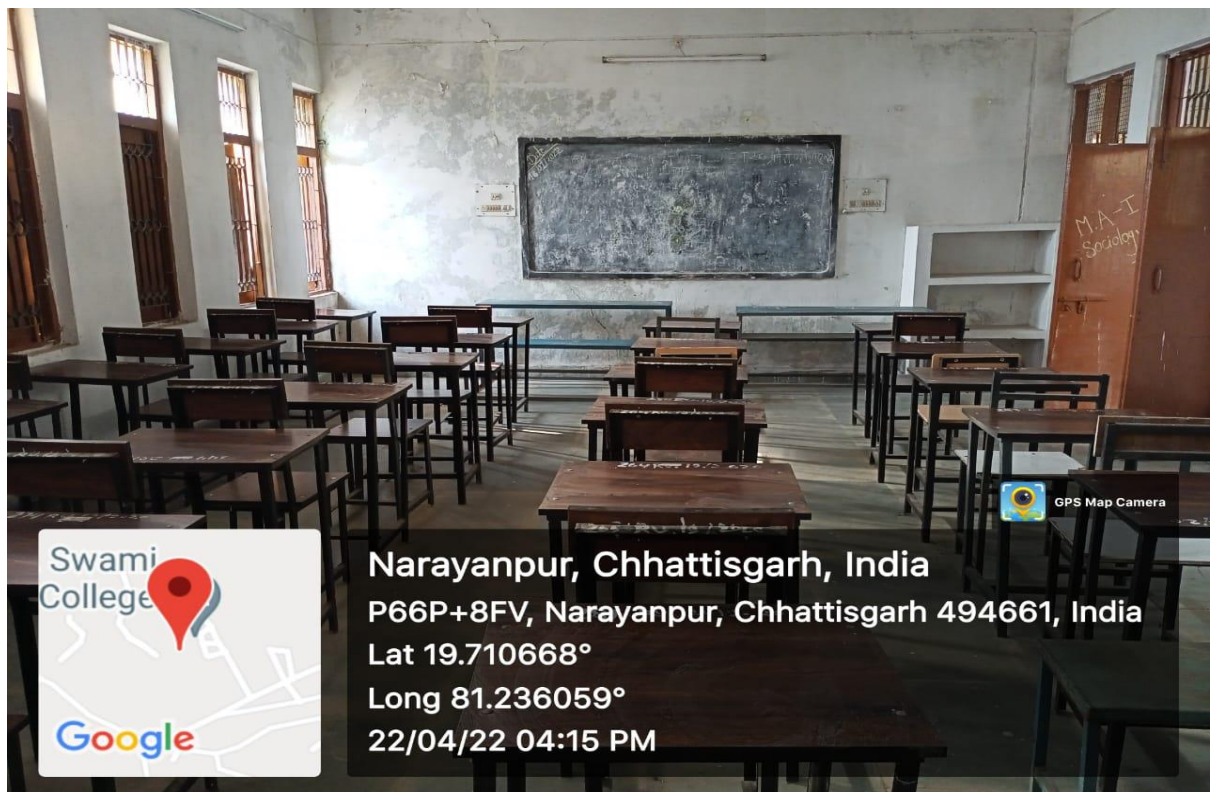 M.A-I
Sociology
GPS Map Camera
Swami
College
Google
Narayanpur, Chhattisgarh, India
P66P+8FV, Narayanpur, Chhattisgarh 494661, India
Lat 19.710668°
Long 81.236059°
22/04/22 04:15 PM